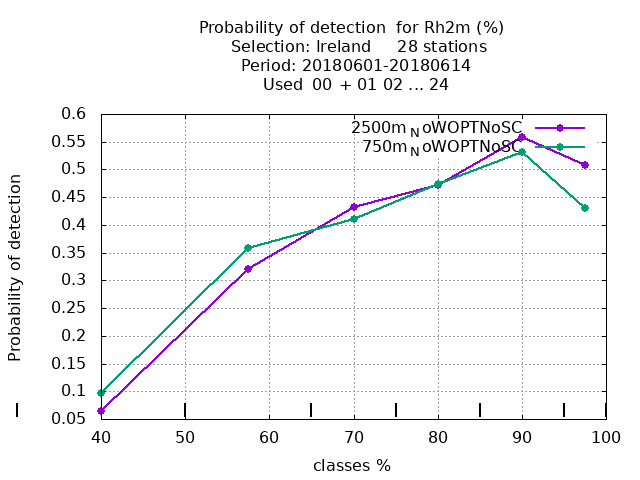 Probability of detection  for Rh2m (%)
Selection: Ireland     28 stations
Period: 20180601-20180614
Used  00 + 01 02 ... 24
2500m_NoWOPTNoSC
750m_NoWOPTNoSC
Probability of detection
0.6
0.55
0.5
0.45
0.4
0.35
0.3
0.25
0.2
0.15
0.1
0.05
40 50 60 70 80 90 100
classes %